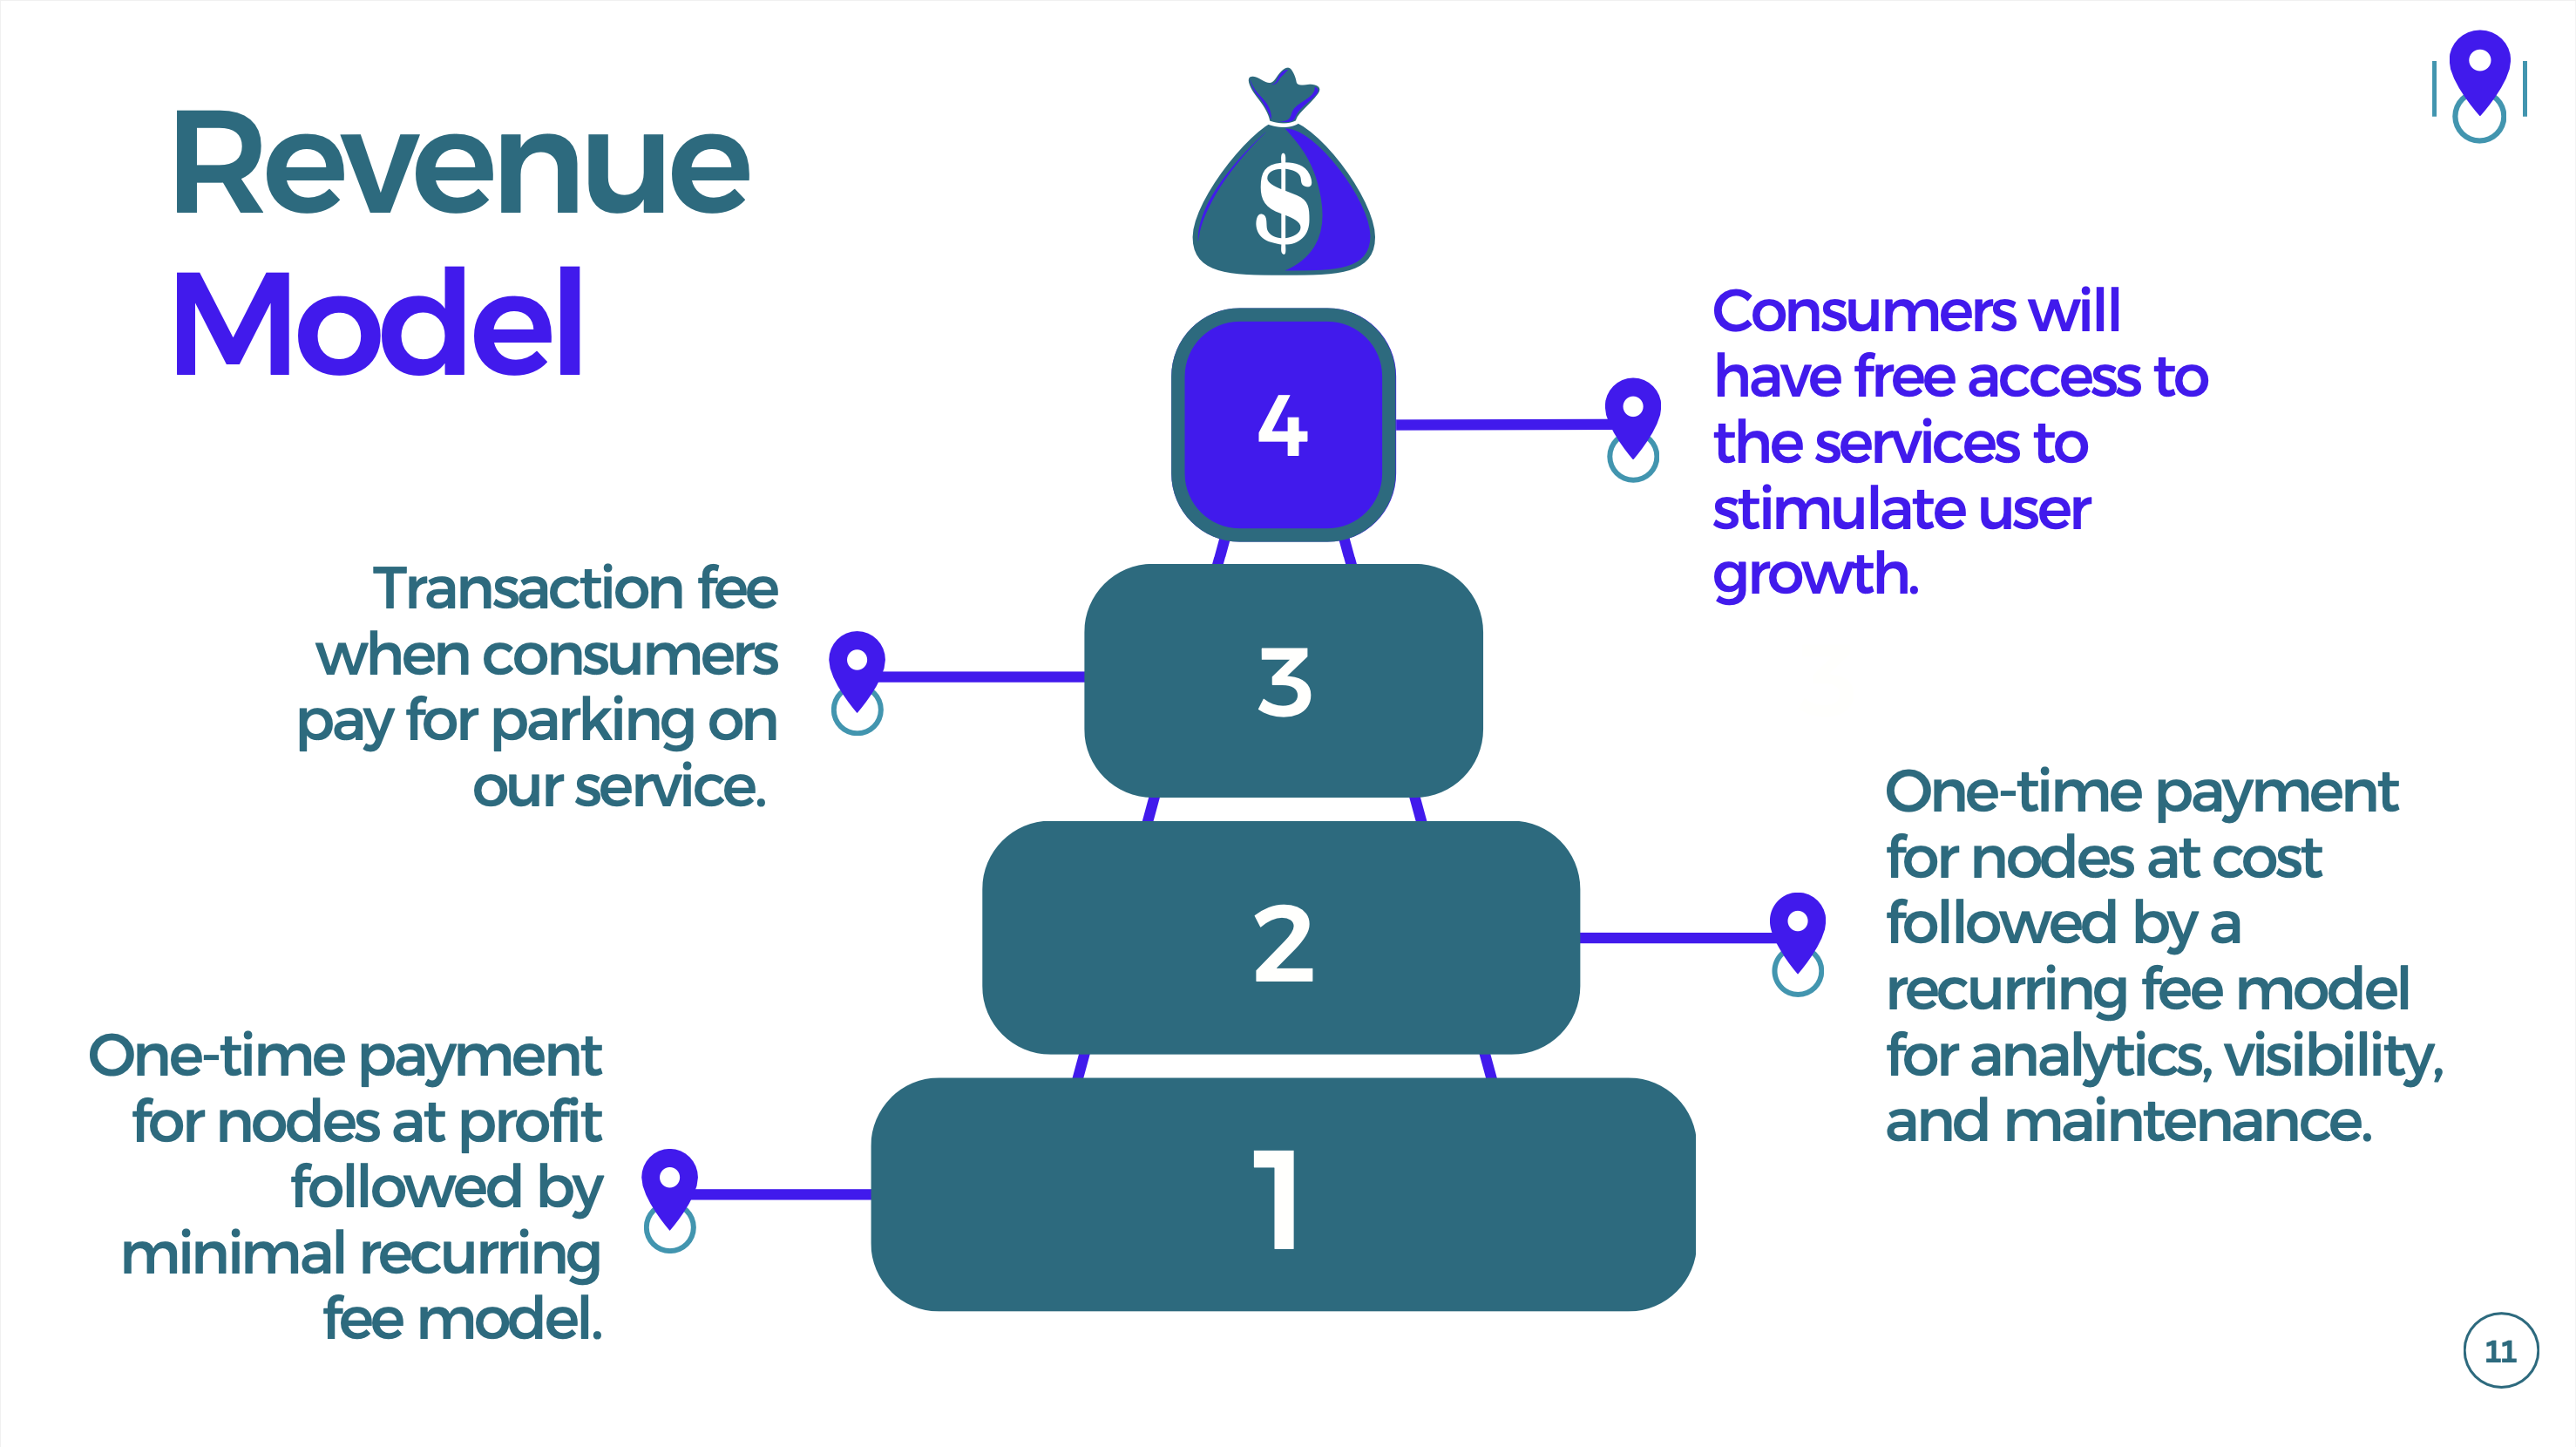 Revenue
Model
$
4
Consumers will
have free access to
the services to
stimulate user
growth.
Transaction fee
when consumers
pay for parking on
our service.
3
2
One-time payment
for nodes at cost
followed by a
recurring fee model
for analytics, visibility,
and maintenance.
One-time payment
for nodes at profit
followed by
minimal recurring
fee model.
1
11